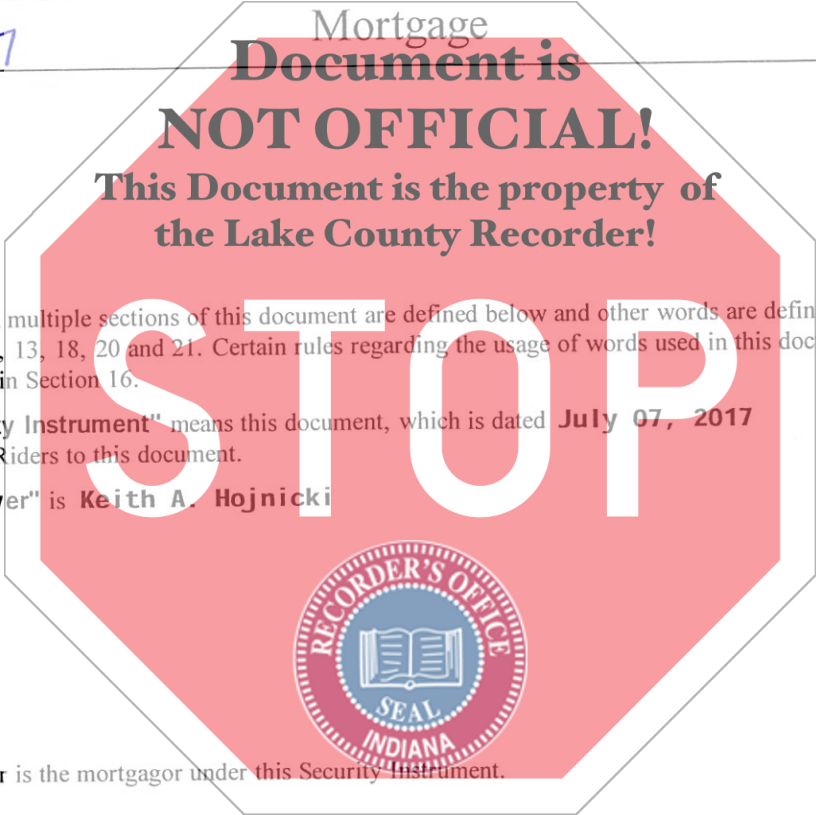 Mortgage
Document is
NOT OFFICIAL!
This Document is the property of
the Lake County Recorder!
multiple sections of this document are defined below and other words are defin
, 13, 18, 20 and 21. Certain rules regarding the usage of words used in this doc
in Section 16.
y Instrument" means this document, which is dated July 07, 2017
Riders to this document.
er" is Keith A. Hojnicki
STOP
RECORDER'S OFFICE
SEAL
INDIANA
r is the mortgagor under this Security Instrument.